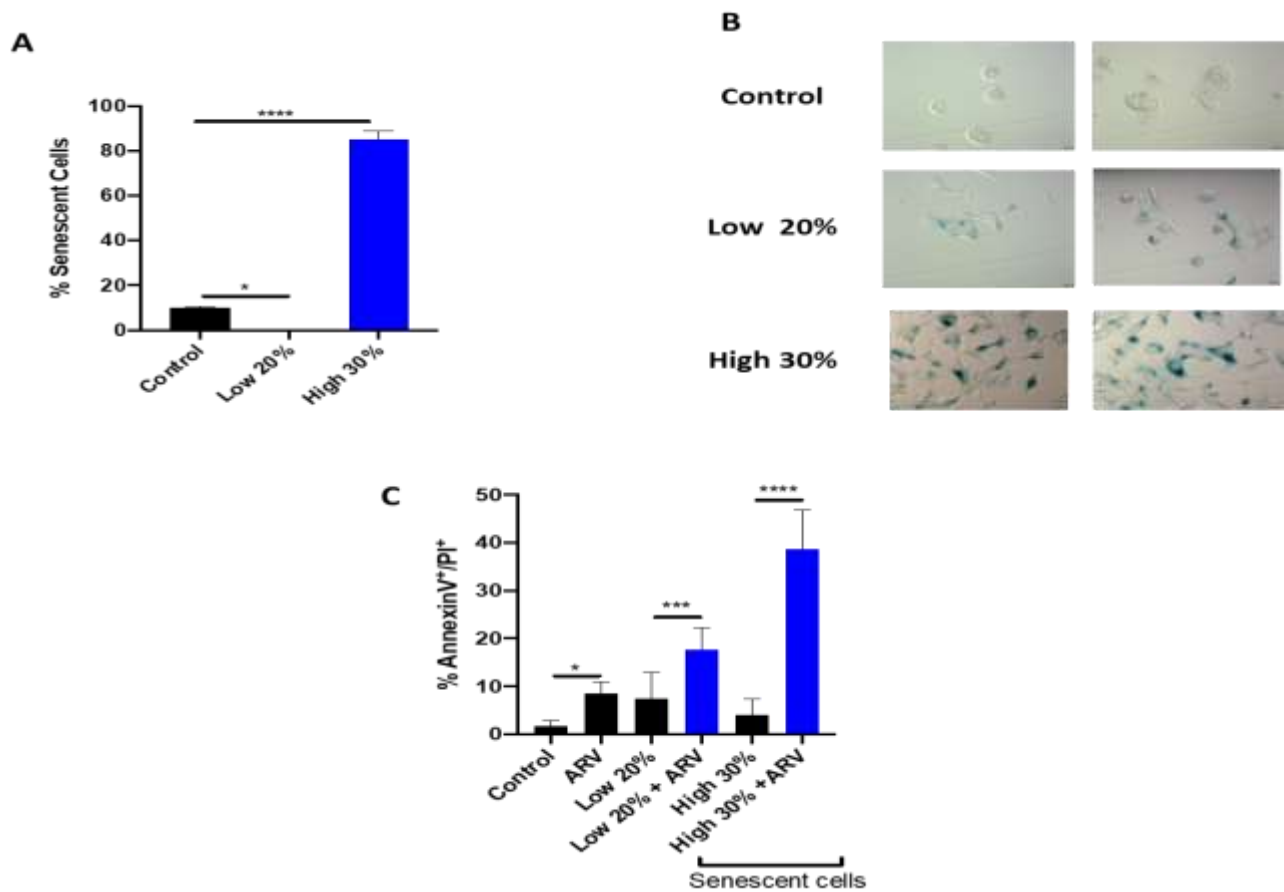 A
% Senescent Cells
100
80
60
40
20
0
****
*
Control
Low 20%
High 30%
B
Control
Low 20%
High 30%
C
% AnnexinV⁺/PI⁺
50
40
30
20
10
0
*
***
****
Control
ARV
Low 20%
Low 20% + ARV
High 30%
High 30% +ARV
Senescent cells